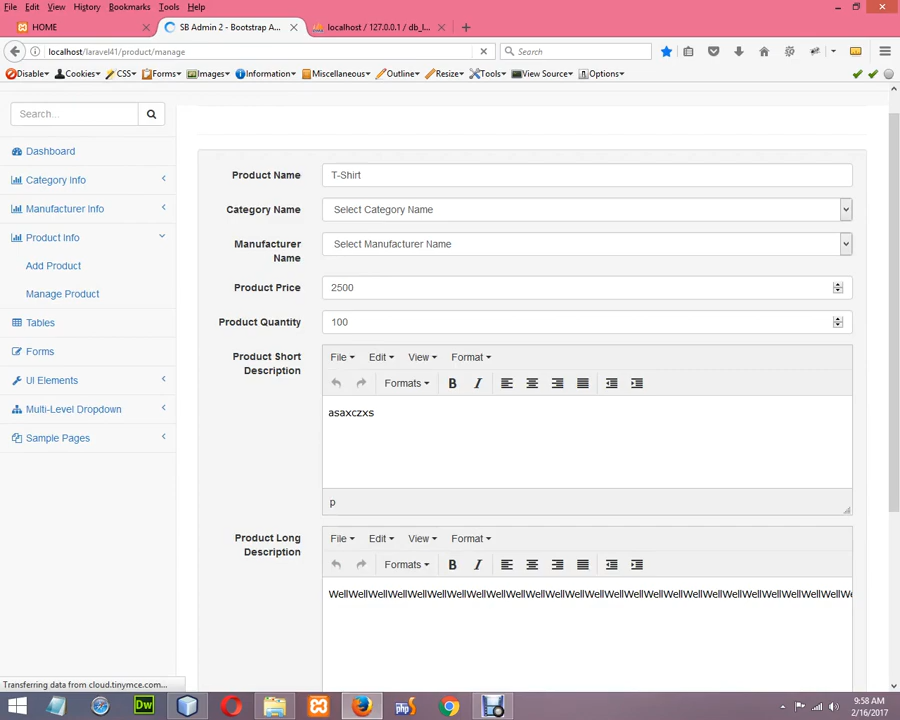 File Edit View History Bookmarks Tools Help
HOME
SB Admin 2 - Bootstrap A...
localhost / 127.0.0.1 / db_l...
localhost/laravel41/product/manage
Search
Disable Cookies CSS Forms Images Information Miscellaneous Outline Resize Tools View Source Options
Search...
Dashboard
Category Info
Manufacturer Info
Product Info
Add Product
Manage Product
Tables
Forms
UI Elements
Multi-Level Dropdown
Sample Pages
Product Name
T-Shirt
Category Name
Select Category Name
Manufacturer
Name
Select Manufacturer Name
Product Price
2500
Product Quantity
100
Product Short
Description
File Edit View Format
Formats B I
asaxczxs
p
Product Long
Description
File Edit View Format
Formats B I
Transferring data from cloud.tinymce.com...
Dw
php
9:58 AM
2/16/2017